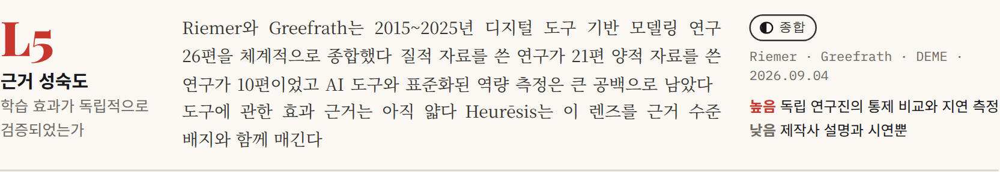 L5
근거 성숙도
학습 효과가 독립적으로
검증되었는가
Riemer와 Greefrath는 2015~2025년 디지털 도구 기반 모델링 연구
26편을 체계적으로 종합했다 질적 자료를 쓴 연구가 21편 양적 자료를 쓴
연구가 10편이었고 AI 도구와 표준화된 역량 측정은 큰 공백으로 남았다
도구에 관한 효과 근거는 아직 얇다 Heurēsis는 이 렌즈를 근거 수준
배지와 함께 매긴다
종합
Riemer · Greefrath · DEME ·
2026.09.04
높음 독립 연구진의 통제 비교와 지연 측정
낮음 제작사 설명과 시연뿐